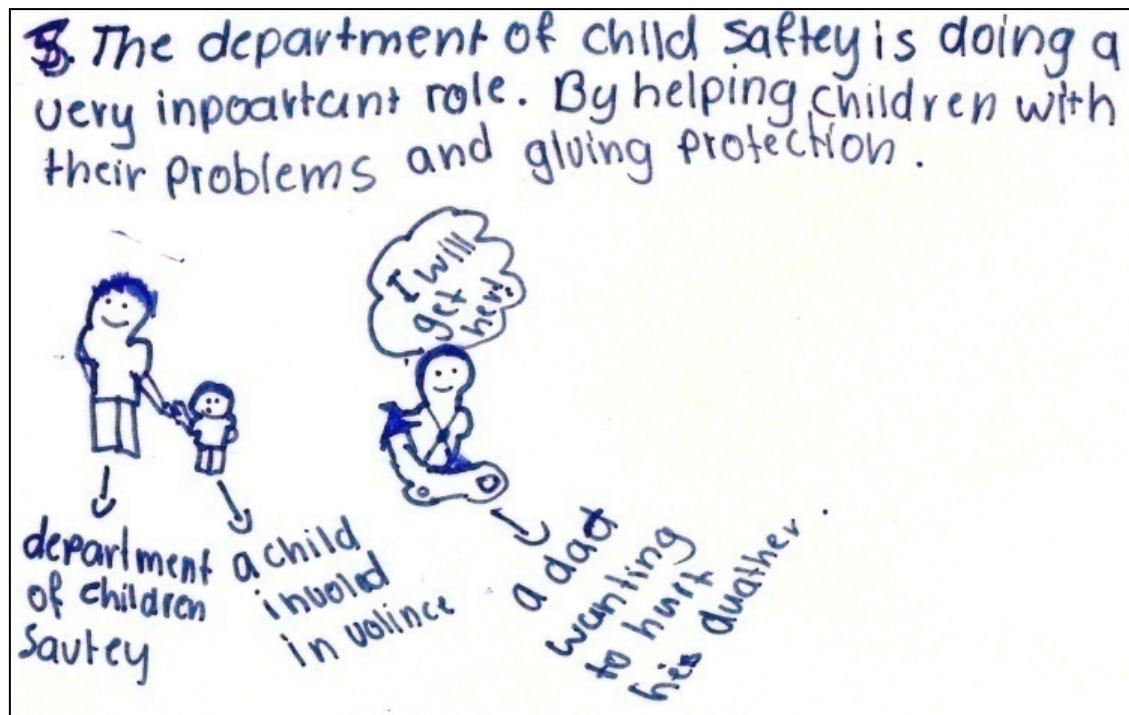 5. The department of child saftey is doing a
very inpoartant role. By helping children with
their problems and giving protection.
I will
get
her!
department
of children
sautey
a child
involed
in volince
a dad
wanting
to hurt
his duather.